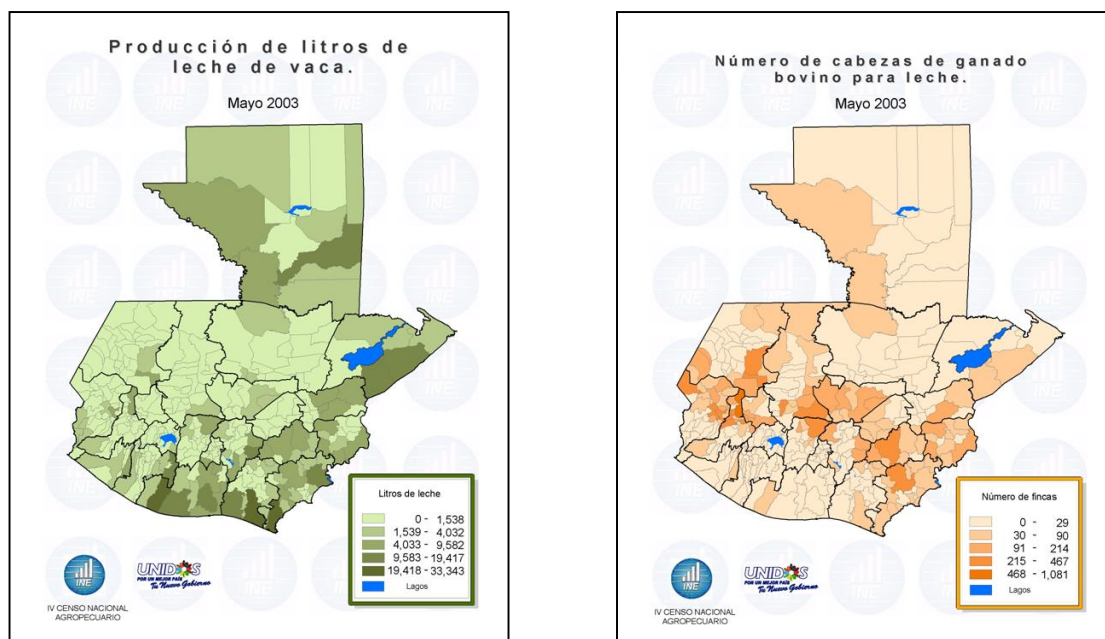 Producción de litros de
leche de vaca.
Mayo 2003
Litros de leche
0 - 1,538
1,539 - 4,032
4,033 - 9,582
9,583 - 19,417
19,418 - 33,343
Lagos
INE
IV CENSO NACIONAL
AGROPECUARIO
UNIDOS
POR UN MEJOR PAÍS
Tu Nuevo Gobierno
Número de cabezas de ganado
bovino para leche.
Mayo 2003
Número de fincas
0 - 29
30 - 90
91 - 214
215 - 467
468 - 1,081
Lagos
INE
IV CENSO NACIONAL
AGROPECUARIO
UNIDOS
POR UN MEJOR PAÍS
Tu Nuevo Gobierno